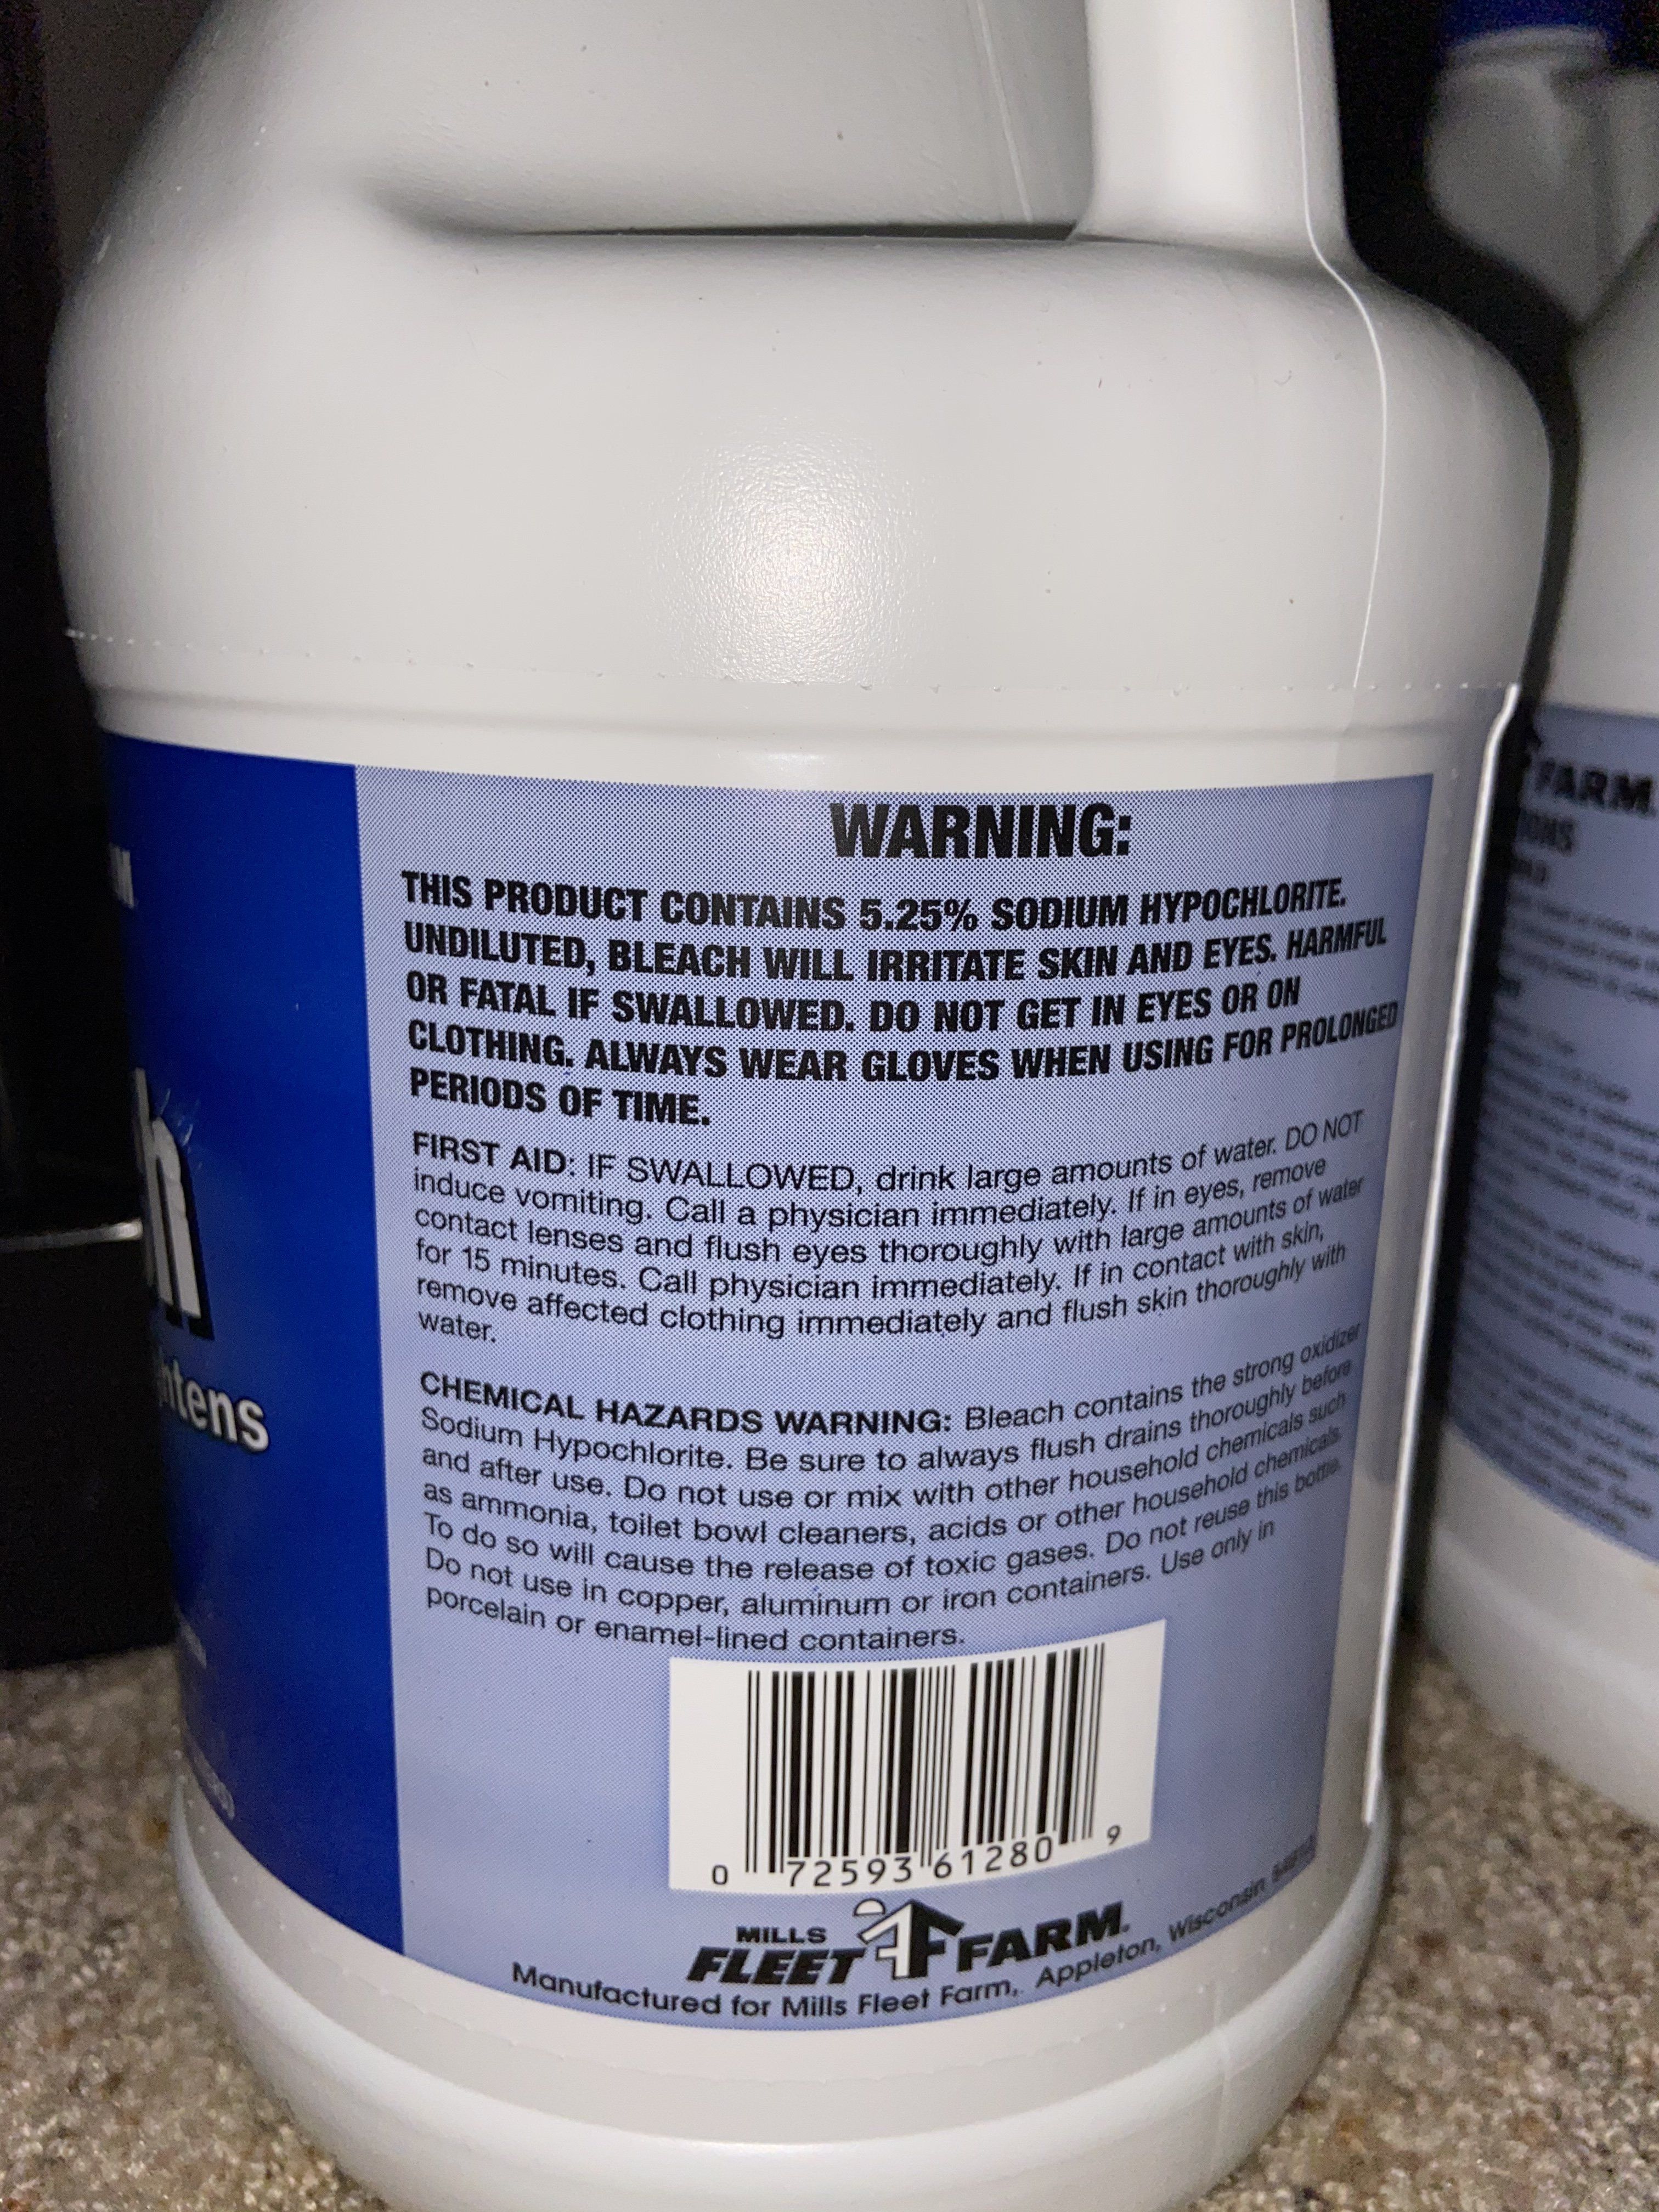 WARNING:
THIS PRODUCT CONTAINS 5.25% SODIUM HYPOCHLORITE.
UNDILUTED, BLEACH WILL IRRITATE SKIN AND EYES. HARMFUL
OR FATAL IF SWALLOWED. DO NOT GET IN EYES OR ON
CLOTHING. ALWAYS WEAR GLOVES WHEN USING FOR PROLONGED
PERIODS OF TIME.
FIRST AID: IF SWALLOWED, drink large amounts of water. DO NOT
induce vomiting. Call a physician immediately. If in eyes, remove
contact lenses and flush eyes thoroughly with large amounts of water
for 15 minutes. Call physician immediately. If in contact with skin,
remove affected clothing immediately and flush skin thoroughly with
water.
CHEMICAL HAZARDS WARNING: Bleach contains the strong oxidizer
Sodium Hypochlorite. Be sure to always flush drains thoroughly before
and after use. Do not use or mix with other household chemicals such
as ammonia, toilet bowl cleaners, acids or other household chemicals.
To do so will cause the release of toxic gases. Do not reuse this bottle.
Do not use in copper, aluminum or iron containers. Use only in
porcelain or enamel-lined containers.
0 72593 61280 9
MILLS
FLEET FARM.
Manufactured for Mills Fleet Farm,. Appleton, Wisconsin
FARM.